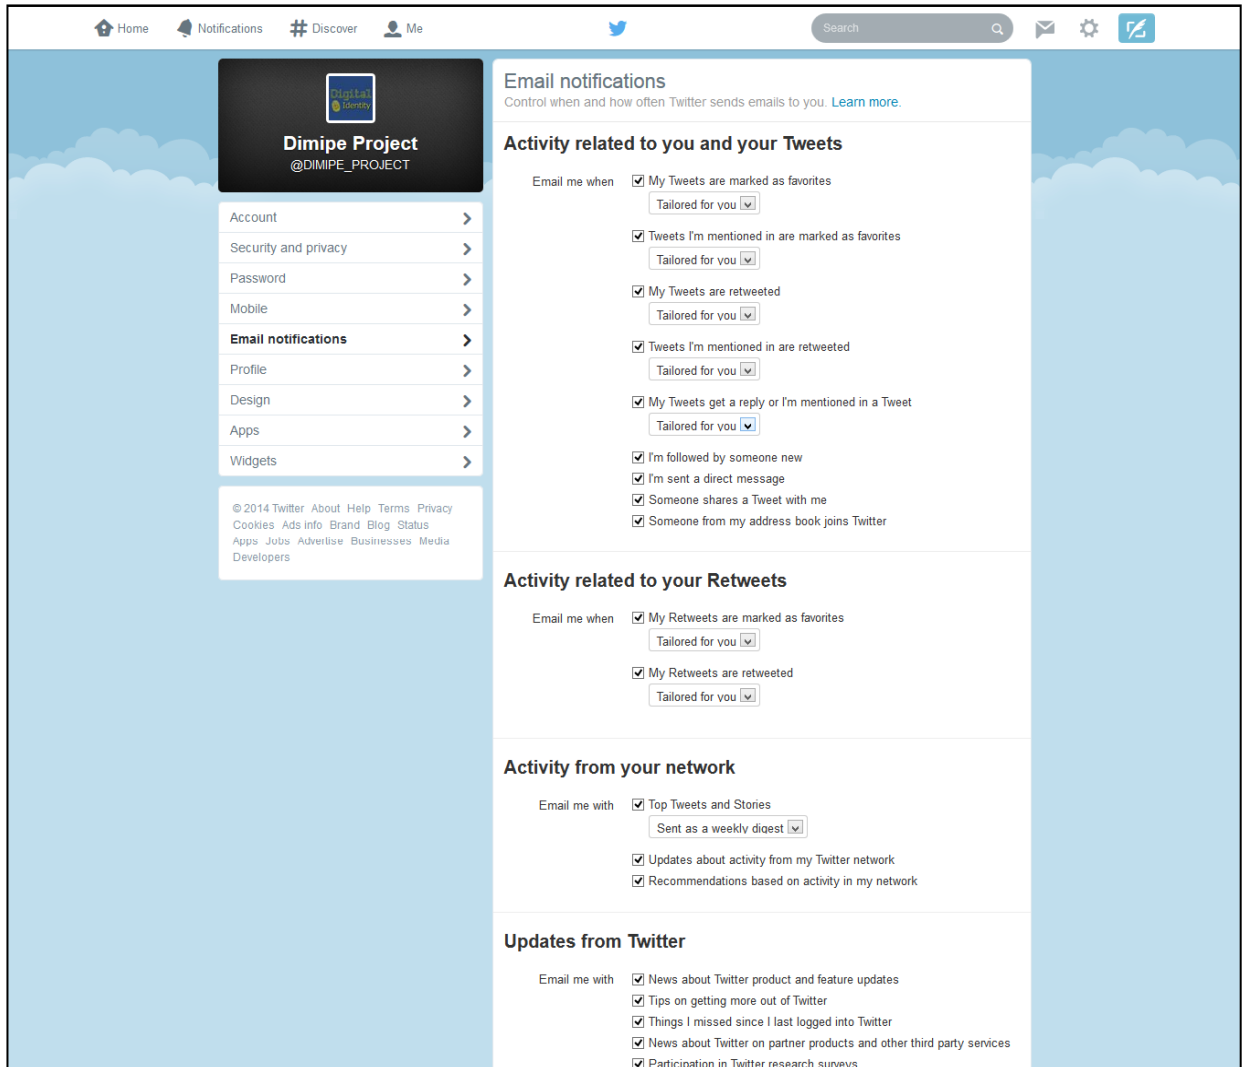 Home Notifications Discover Me Search
Digital
Identity
Dimipe Project
@DIMIPE_PROJECT
Account
Security and privacy
Password
Mobile
Email notifications
Profile
Design
Apps
Widgets
© 2014 Twitter About Help Terms Privacy
Cookies Ads info Brand Blog Status
Apps Jobs Advertise Businesses Media
Developers
Email notifications
Control when and how often Twitter sends emails to you. Learn more.
Activity related to you and your Tweets
Email me when My Tweets are marked as favorites
Tailored for you
Tweets I'm mentioned in are marked as favorites
Tailored for you
My Tweets are retweeted
Tailored for you
Tweets I'm mentioned in are retweeted
Tailored for you
My Tweets get a reply or I'm mentioned in a Tweet
Tailored for you
I'm followed by someone new
I'm sent a direct message
Someone shares a Tweet with me
Someone from my address book joins Twitter
Activity related to your Retweets
Email me when My Retweets are marked as favorites
Tailored for you
My Retweets are retweeted
Tailored for you
Activity from your network
Email me with Top Tweets and Stories
Sent as a weekly digest
Updates about activity from my Twitter network
Recommendations based on activity in my network
Updates from Twitter
Email me with News about Twitter product and feature updates
Tips on getting more out of Twitter
Things I missed since I last logged into Twitter
News about Twitter on partner products and other third party services
Participation in Twitter research surveys